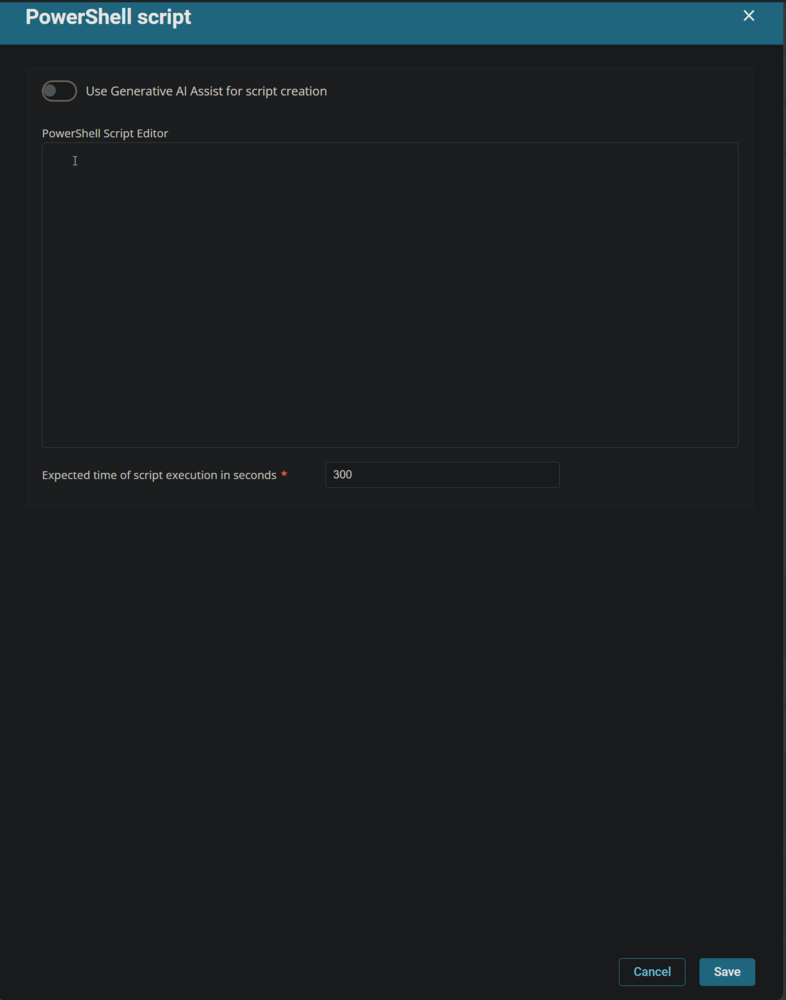 PowerShell script
Use Generative AI Assist for script creation
PowerShell Script Editor
Expected time of script execution in seconds *
300
Cancel
Save